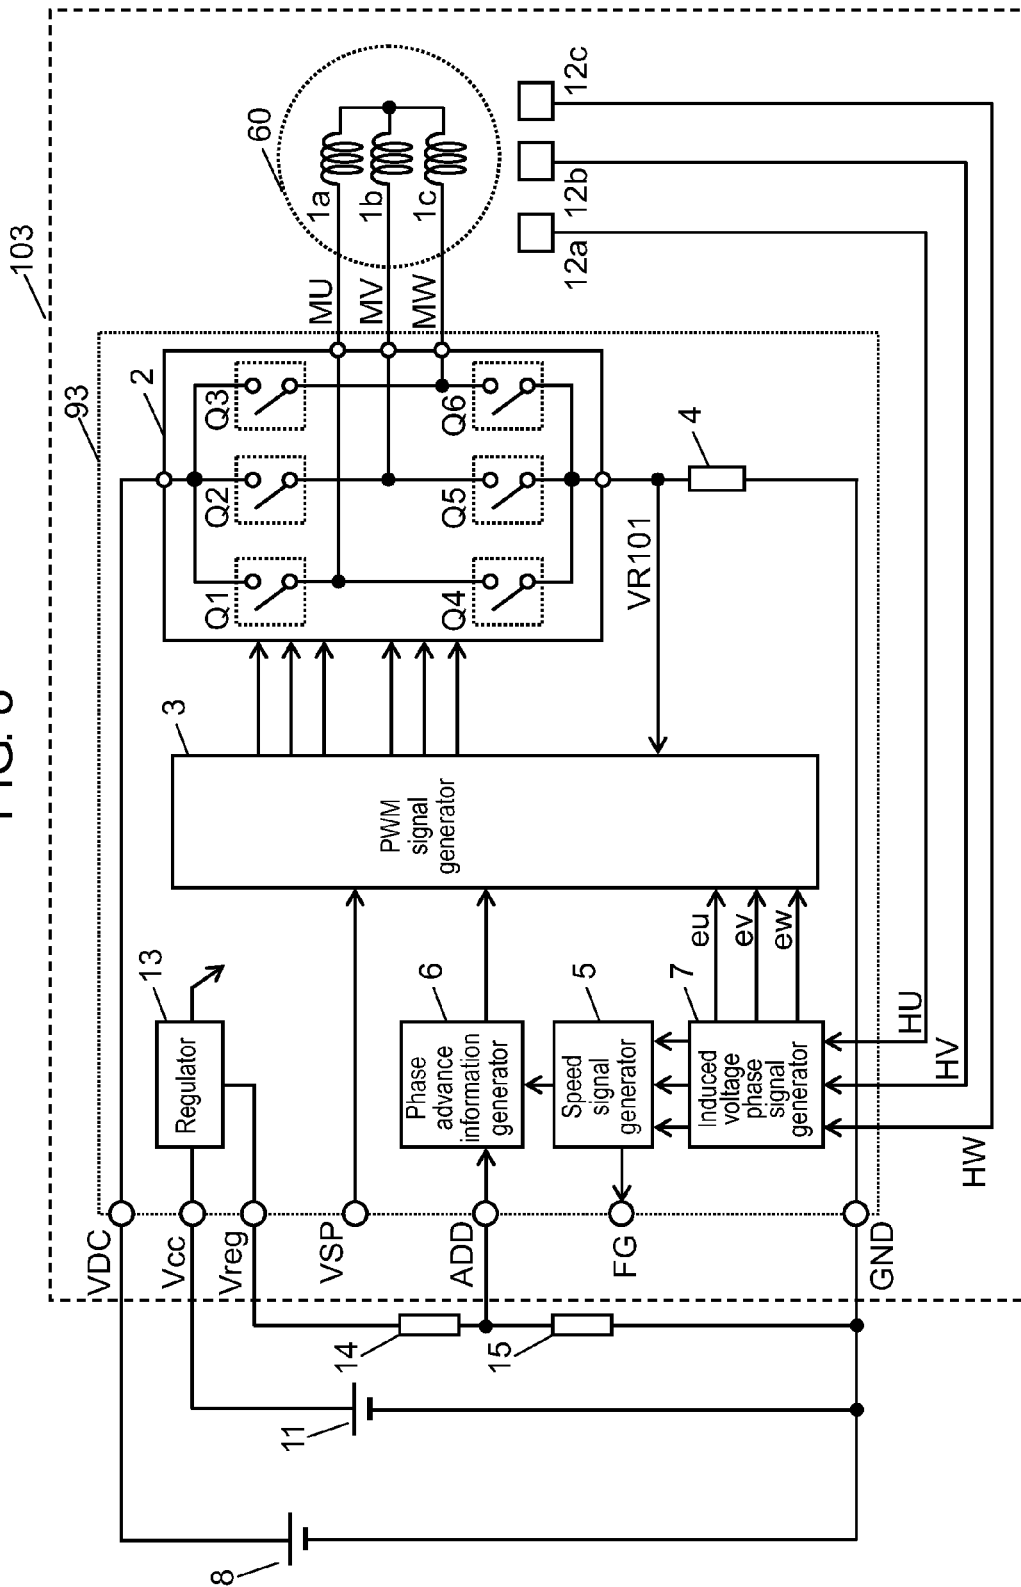 FIG.
103
93
VDC
Vcc
Vreg
VSP
ADD
FG
GND
8
11
14
15
13
Regulator
6
Phase
advance
information
generator
5
Speed
signal
generator
7
Induced
voltage
phase
signal
generator
eu
ev
ew
3
PWM
signal
generator
2
Q1
Q2
Q3
Q4
Q5
Q6
VR101
4
MU
MV
MW
60
1a
1b
1c
12a
12b
12c
HU
HV
HW